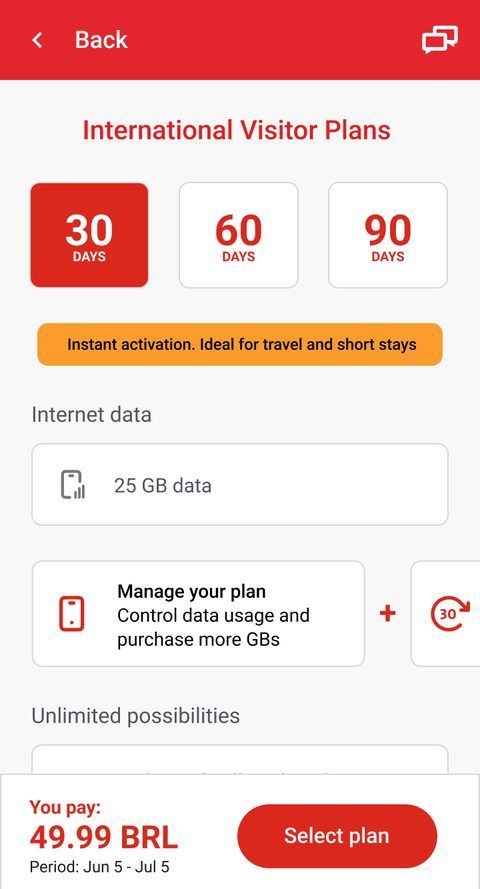 Back
International Visitor Plans
30
DAYS
60
DAYS
90
DAYS
Instant activation. Ideal for travel and short stays
Internet data
25 GB data
Manage your plan
Control data usage and
purchase more GBs
+
30
Unlimited possibilities
You pay:
49.99 BRL
Period: Jun 5 - Jul 5
Select plan